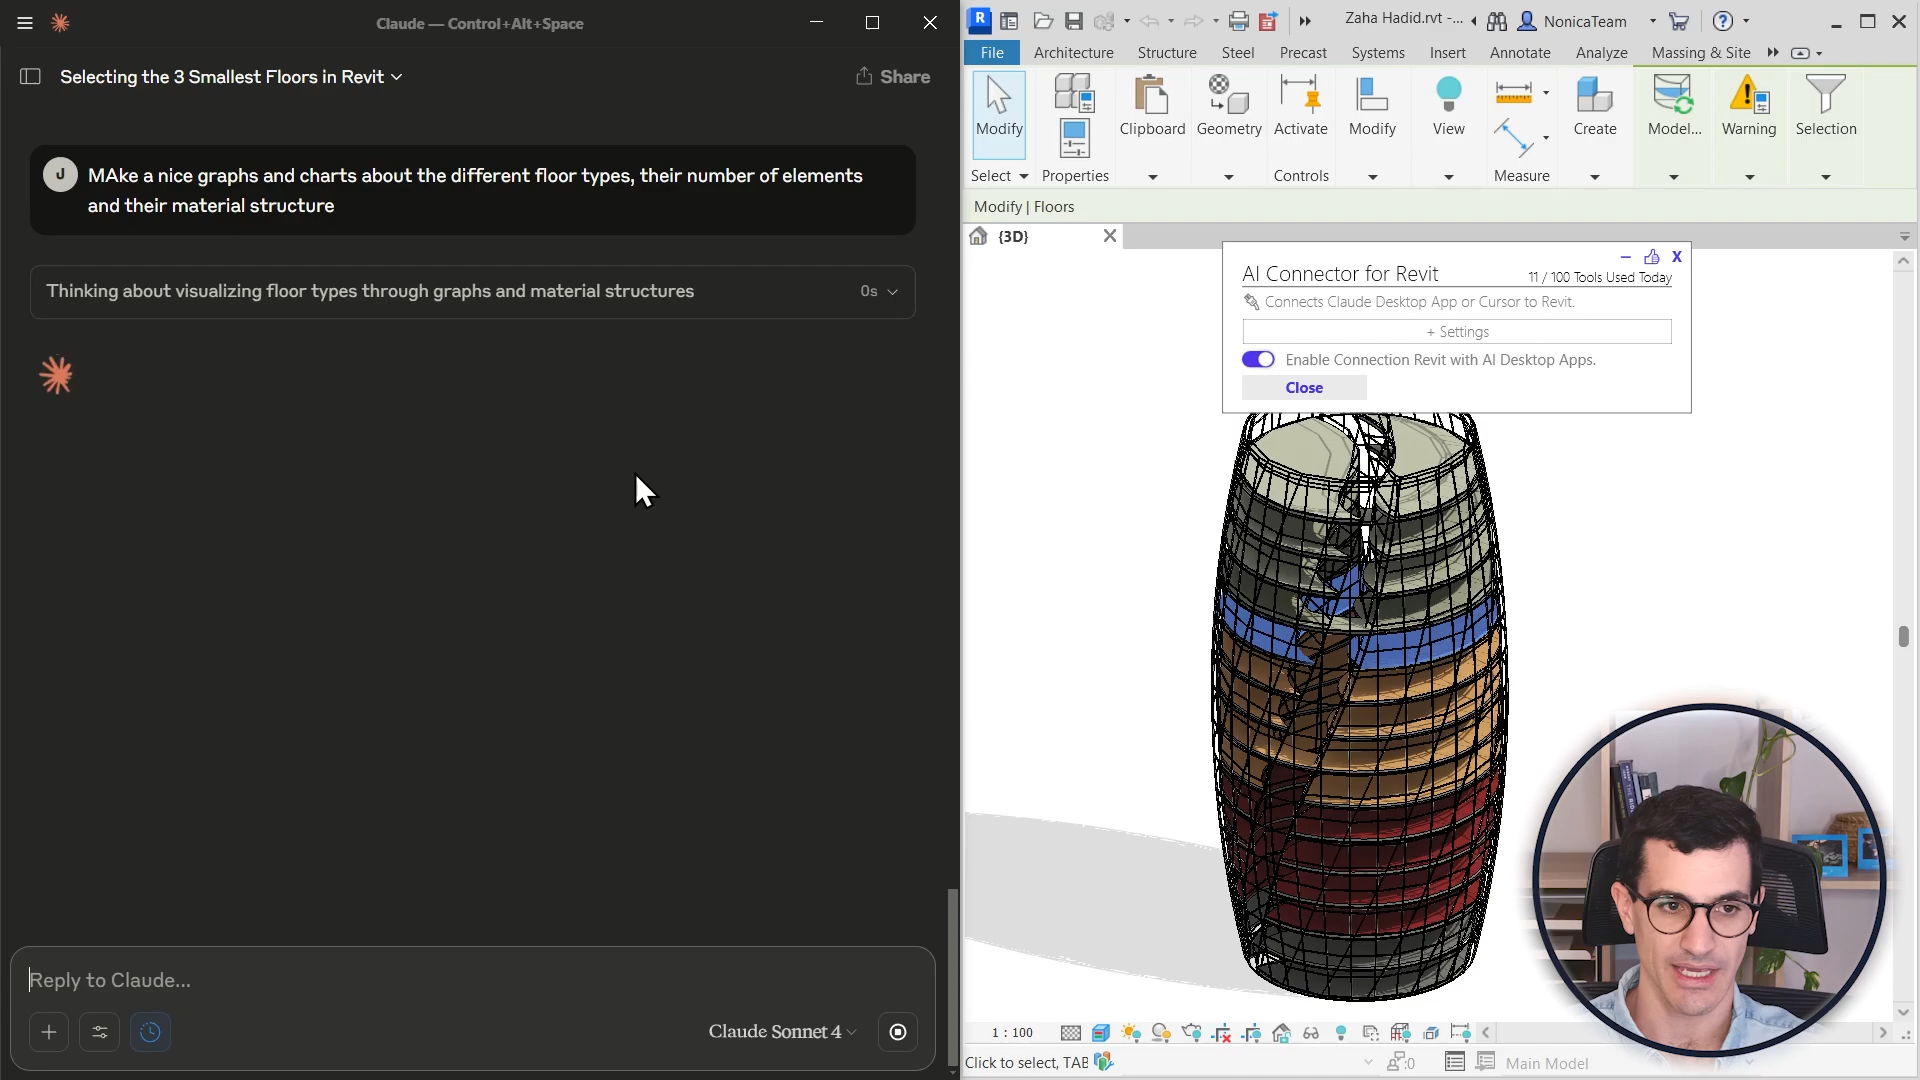 Claude — Control+Alt+Space
Selecting the 3 Smallest Floors in Revit
Share
J
MAke a nice graphs and charts about the different floor types, their number of elements
and their material structure
Thinking about visualizing floor types through graphs and material structures
0s
Reply to Claude...
Claude Sonnet 4
R
Zaha Hadid.rvt -...
NonicaTeam
File
Architecture
Structure
Steel
Precast
Systems
Insert
Annotate
Analyze
Massing & Site
Modify
Clipboard
Geometry
Activate
Modify
View
Create
Model...
Warning
Selection
Select
Properties
Controls
Measure
Modify | Floors
{3D}
AI Connector for Revit
11 / 100 Tools Used Today
X
Connects Claude Desktop App or Cursor to Revit.
+ Settings
Enable Connection Revit with AI Desktop Apps.
Close
1 : 100
Click to select, TAB
:0
Main Model